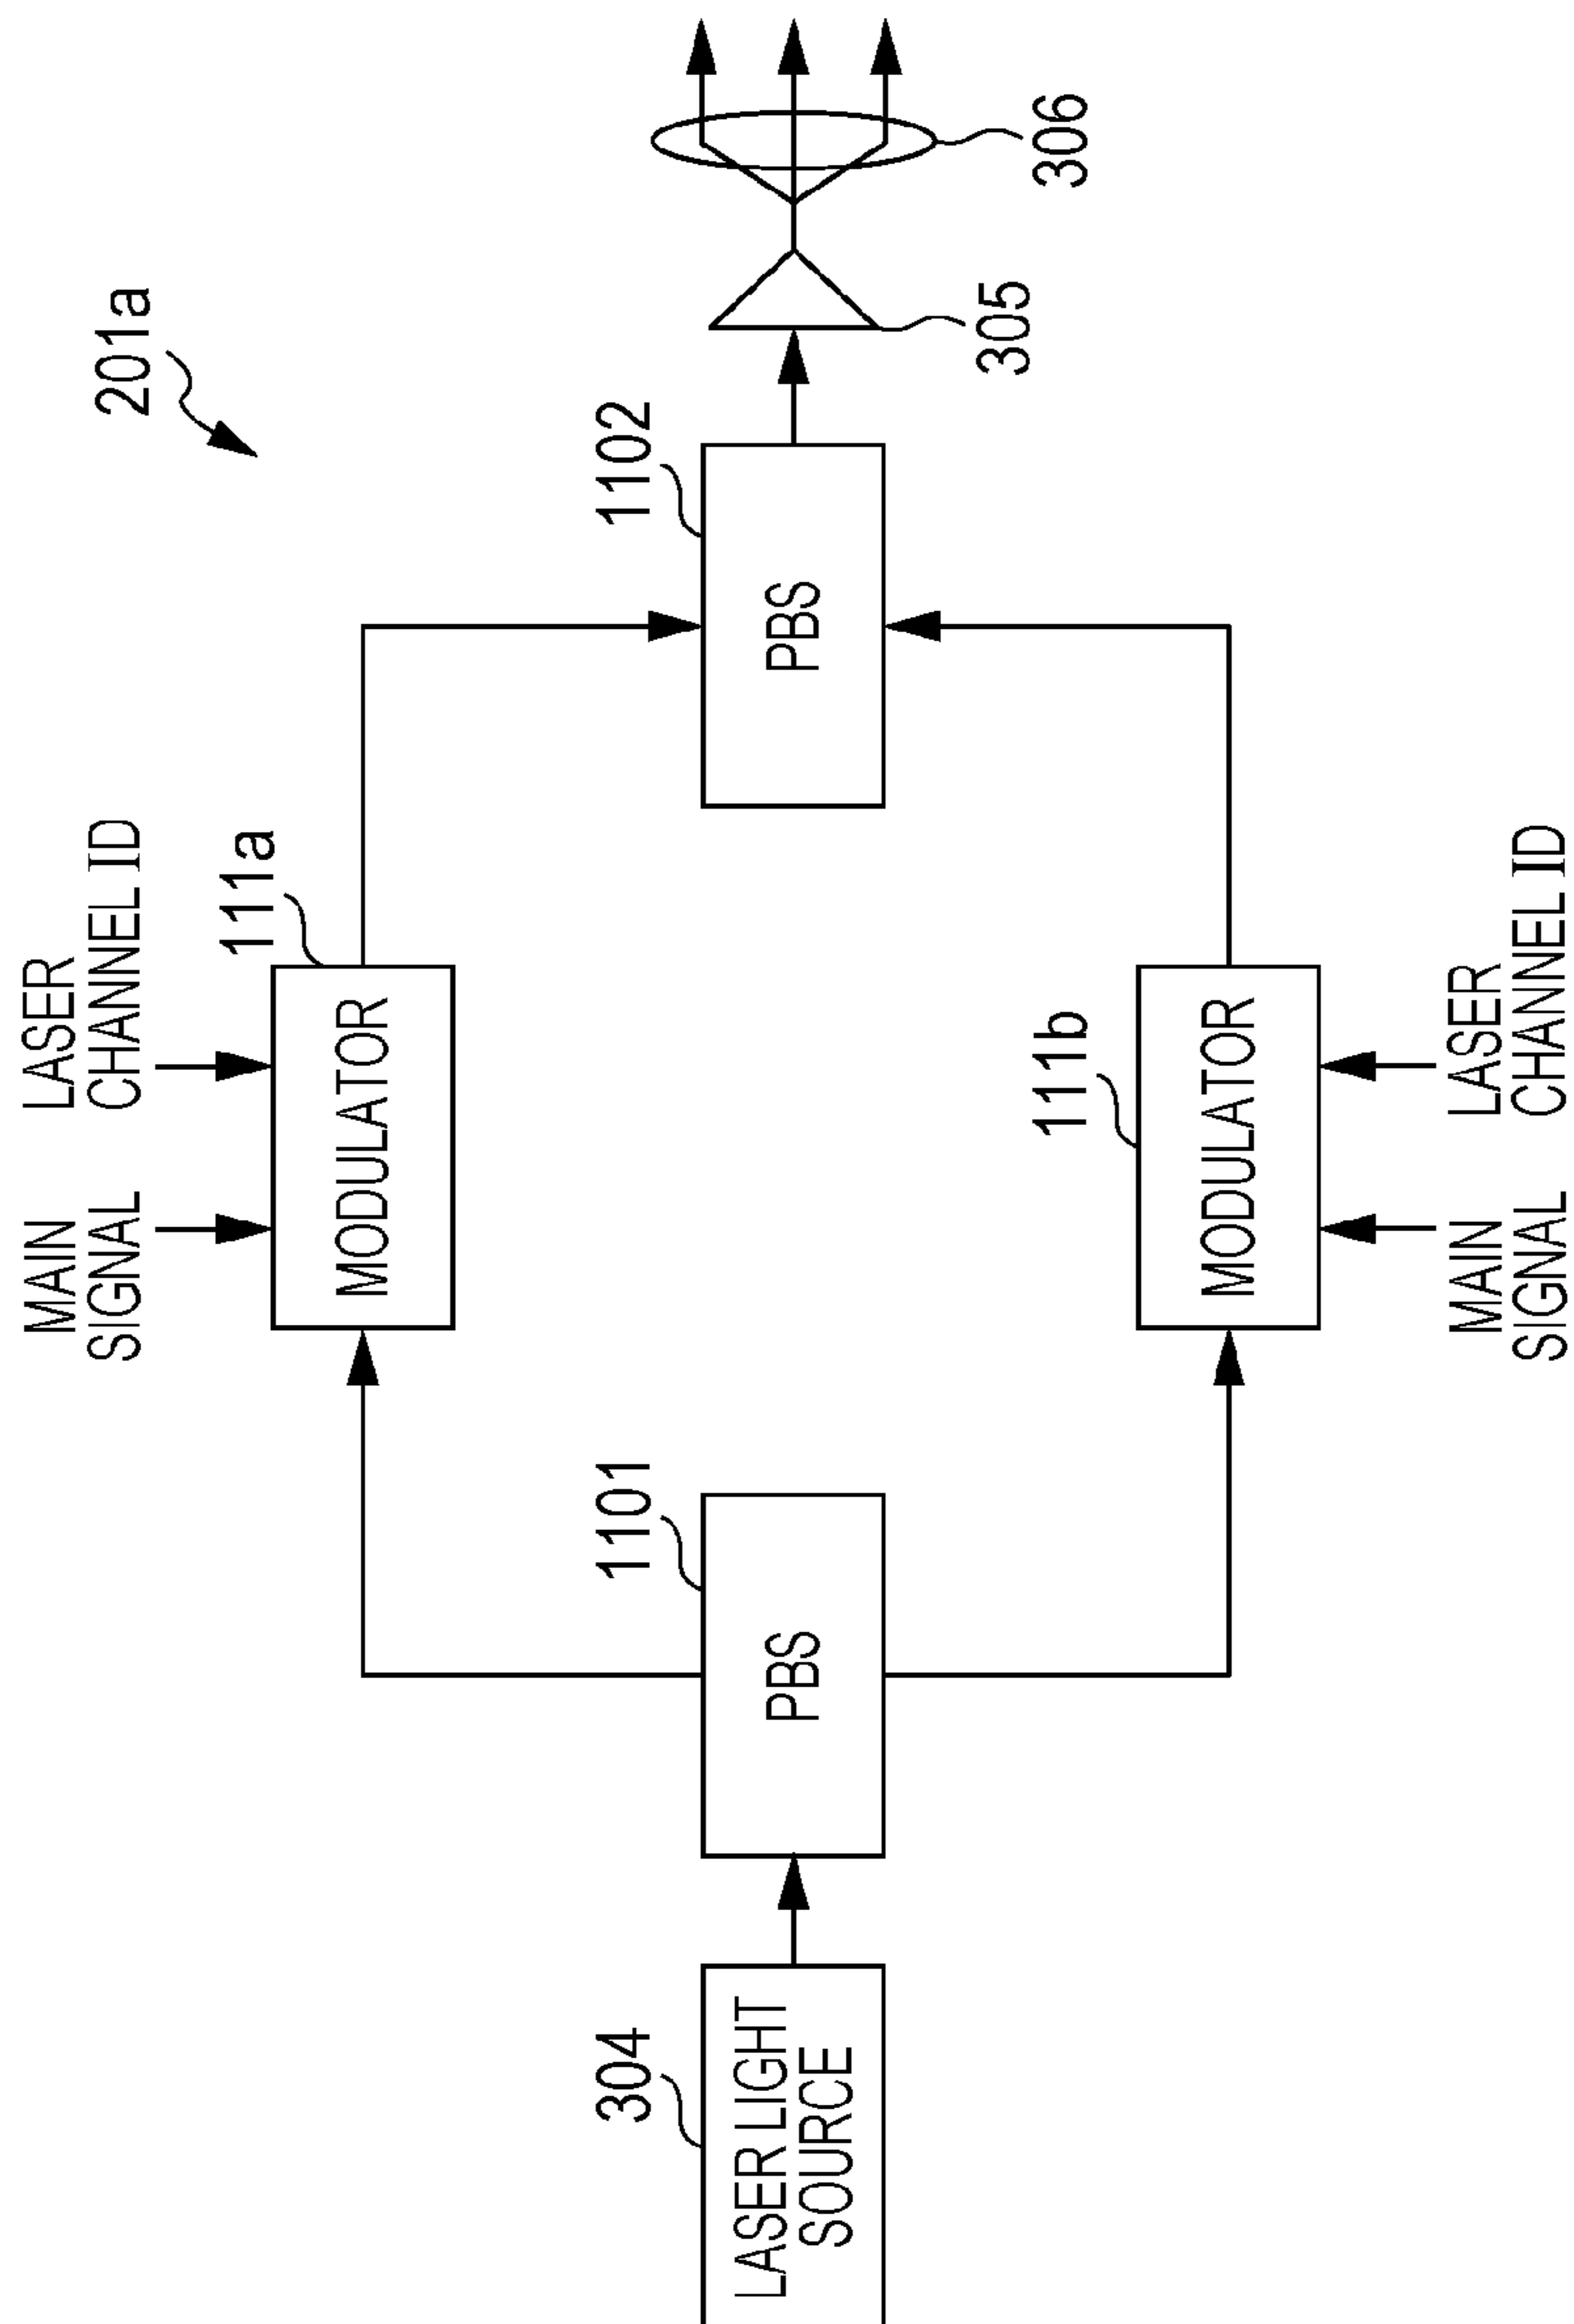 201a
MAIN
SIGNAL
LASER
CHANNEL ID
111a
MODULATOR
304
LASER LIGHT
SOURCE
1101
PBS
1102
PBS
305
306
111b
MODULATOR
MAIN
SIGNAL
LASER
CHANNEL ID